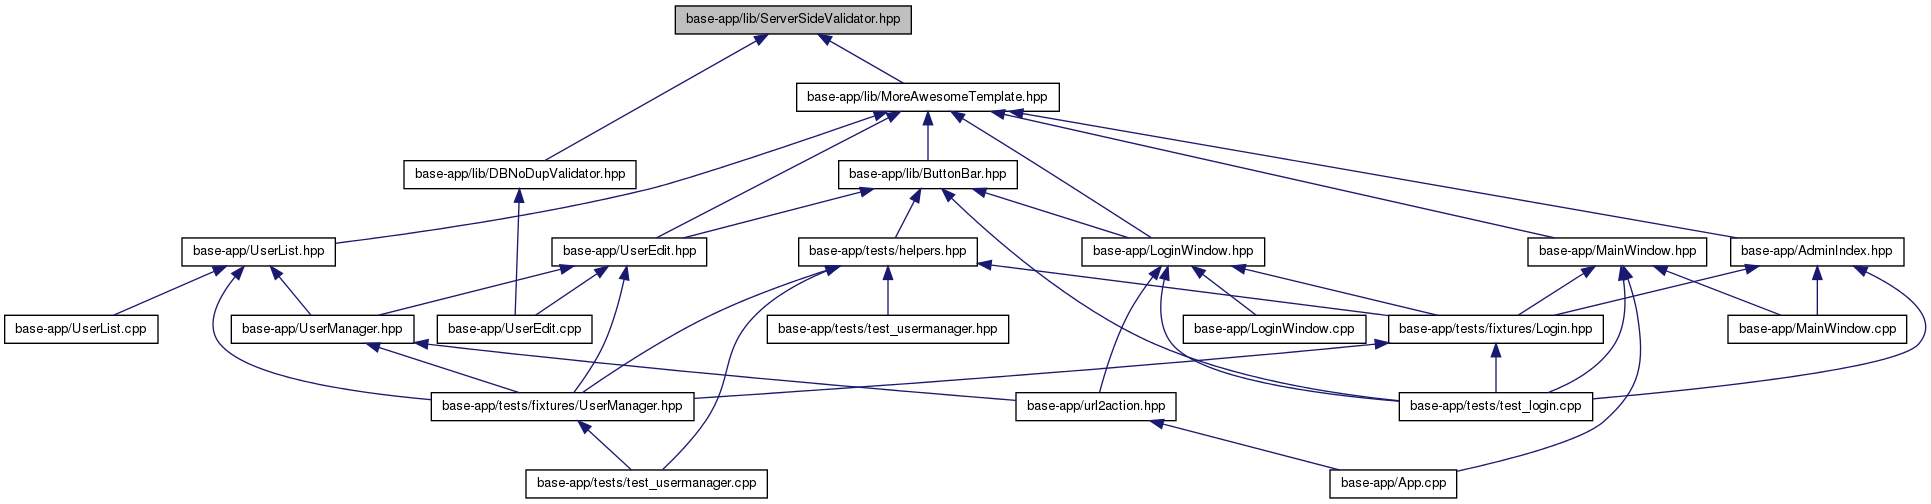 base-app/lib/ServerSideValidator.hpp
base-app/lib/MoreAwesomeTemplate.hpp
base-app/lib/DBNoDupValidator.hpp
base-app/lib/ButtonBar.hpp
base-app/UserList.hpp
base-app/UserEdit.hpp
base-app/tests/helpers.hpp
base-app/LoginWindow.hpp
base-app/MainWindow.hpp
base-app/AdminIndex.hpp
base-app/UserList.cpp
base-app/UserManager.hpp
base-app/UserEdit.cpp
base-app/tests/test_usermanager.hpp
base-app/LoginWindow.cpp
base-app/tests/fixtures/Login.hpp
base-app/MainWindow.cpp
base-app/tests/fixtures/UserManager.hpp
base-app/url2action.hpp
base-app/tests/test_login.cpp
base-app/tests/test_usermanager.cpp
base-app/App.cpp